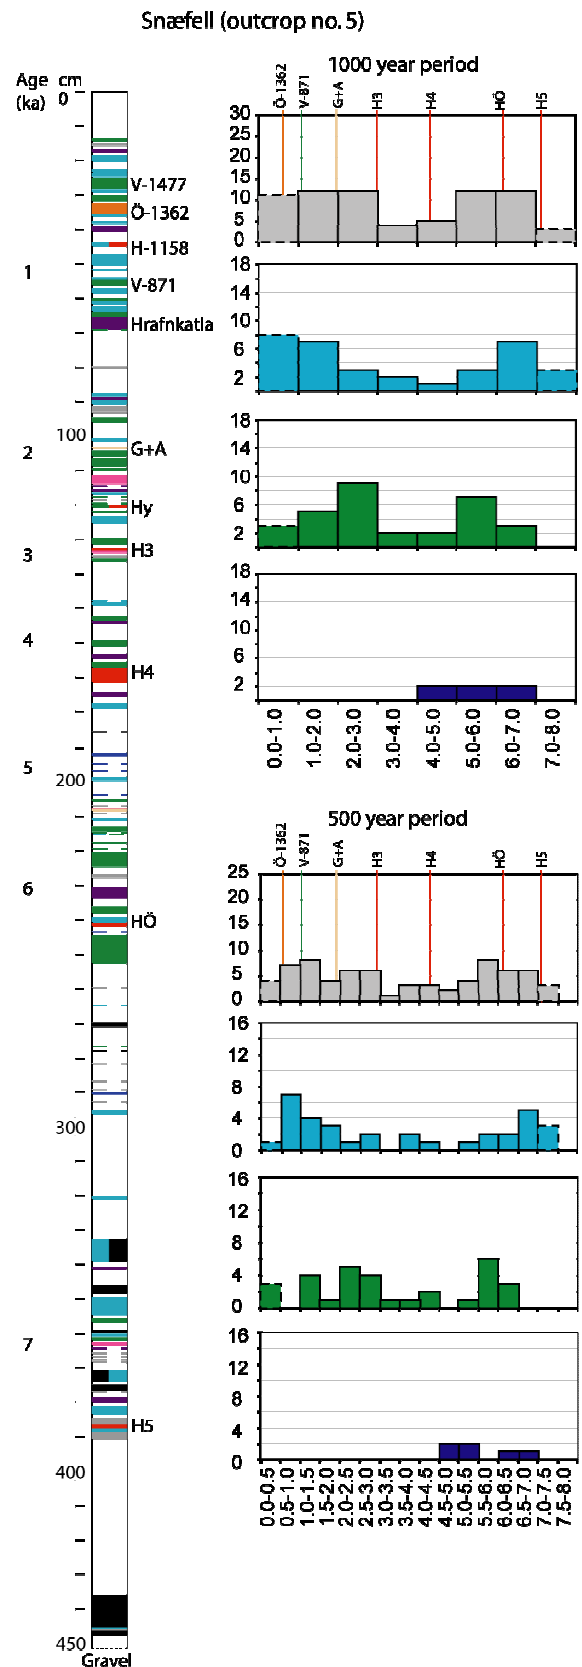 Snæfell (outcrop no. 5)
Age
(ka)
cm
0
V-1477
Ö-1362
H-1158
1
V-871
Hrafnkatla
100
2
G+A
Hy
3
H3
4
H4
5
200
6
HÖ
300
7
H5
400
450
Gravel
1000 year period
Ö-1362
V-871
G+A
H3
H4
HÖ
H5
30
25
20
15
10
5
0
18
14
10
6
2
18
14
10
6
2
18
14
10
6
2
0.0-1.0
1.0-2.0
2.0-3.0
3.0-4.0
4.0-5.0
5.0-6.0
6.0-7.0
7.0-8.0
500 year period
Ö-1362
V-871
G+A
H3
H4
HÖ
H5
25
20
15
10
5
0
16
12
8
4
0
16
12
8
4
0
16
12
8
4
0
0.0-0.5
0.5-1.0
1.0-1.5
1.5-2.0
2.0-2.5
2.5-3.0
3.0-3.5
3.5-4.0
4.0-4.5
4.5-5.0
5.0-5.5
5.5-6.0
6.0-6.5
6.5-7.0
7.0-7.5
7.5-8.0